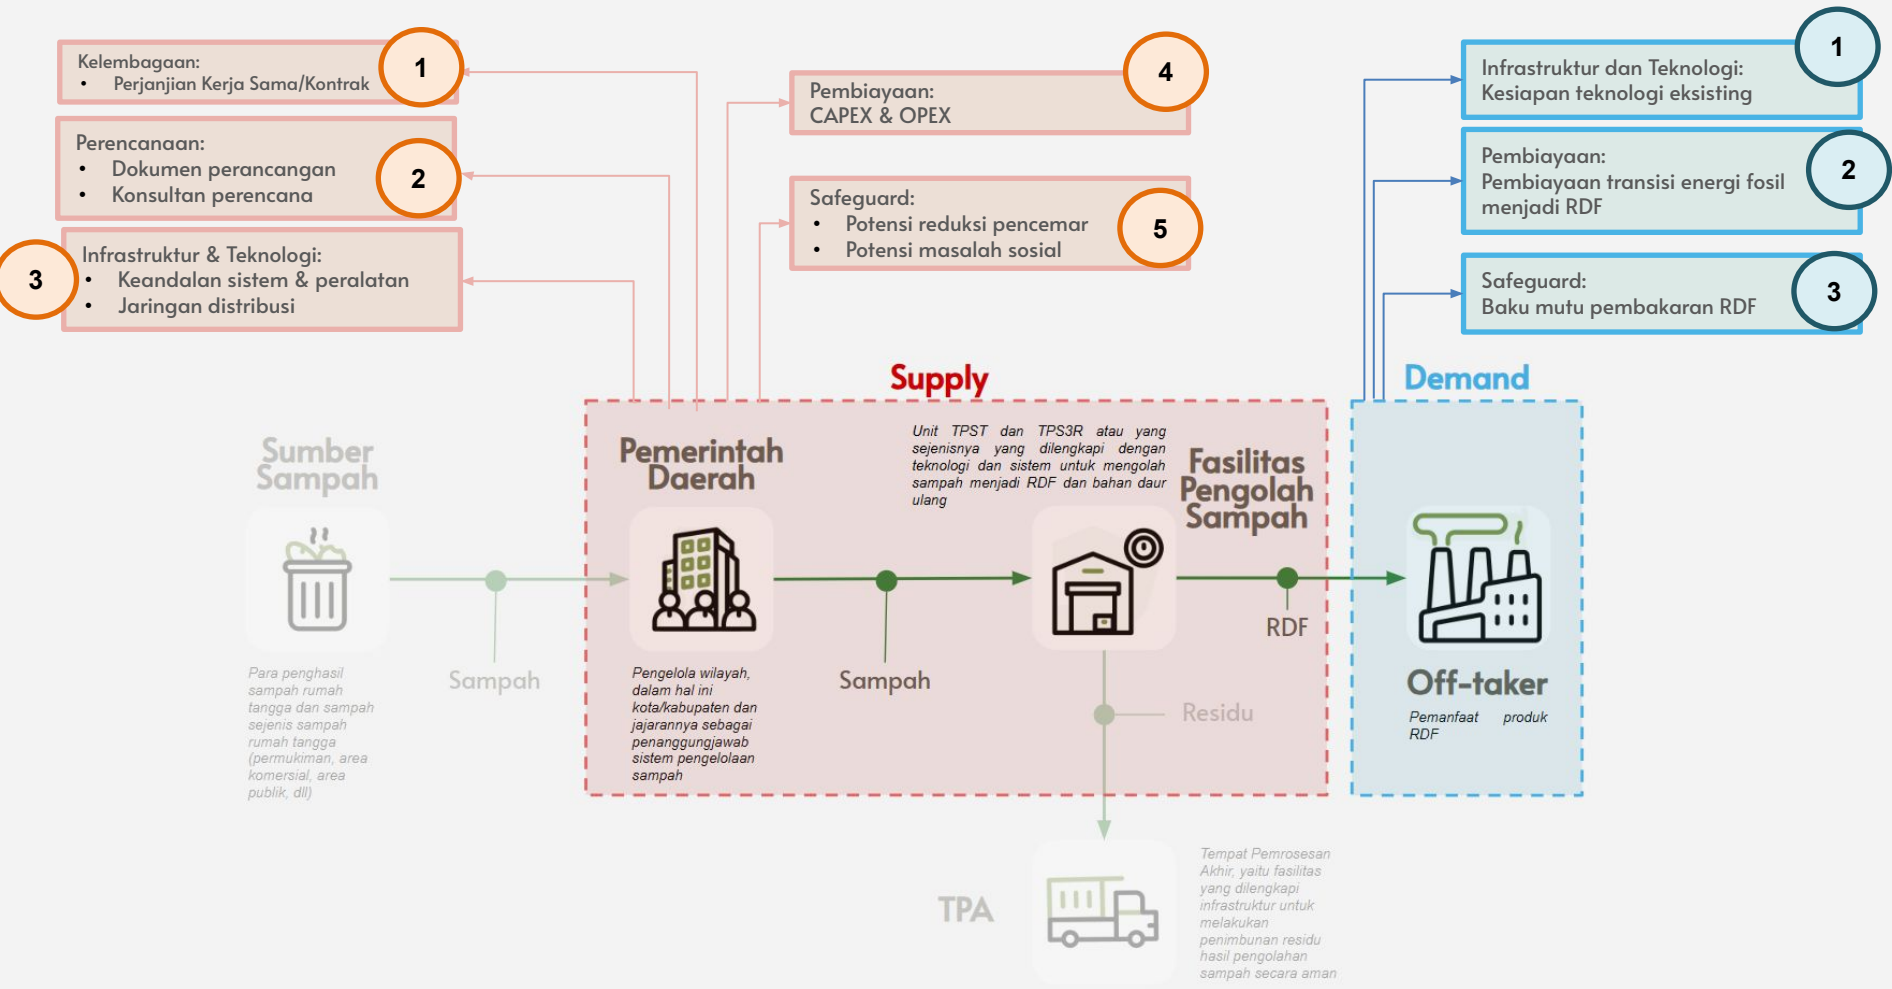 Kelembagaan:
• Perjanjian Kerja Sama/Kontrak
1
Perencanaan:
• Dokumen perancangan
• Konsultan perencana
2
Infrastruktur & Teknologi:
• Keandalan sistem & peralatan
• Jaringan distribusi
3
Pembiayaan:
CAPEX & OPEX
4
Safeguard:
• Potensi reduksi pencemar
• Potensi masalah sosial
5
Infrastruktur dan Teknologi:
Kesiapan teknologi eksisting
1
Pembiayaan:
Pembiayaan transisi energi fosil
menjadi RDF
2
Safeguard:
Baku mutu pembakaran RDF
3
Supply
Demand
Sumber
Sampah
Para penghasil
sampah rumah
tangga dan sampah
sejenis sampah
rumah tangga
(permukiman, area
komersial, area
publik, dll)
Sampah
Pemerintah
Daerah
Pengelola wilayah,
dalam hal ini
kota/kabupaten dan
jajarannya sebagai
penanggungjawab
sistem pengelolaan
sampah
Sampah
Unit TPST dan TPS3R atau yang
sejenisnya yang dilengkapi dengan
teknologi dan sistem untuk mengolah
sampah menjadi RDF dan bahan daur
ulang
Fasilitas
Pengolah
Sampah
RDF
Residu
Off-taker
Pemanfaat produk
RDF
TPA
Tempat Pemrosesan
Akhir, yaitu fasilitas
yang dilengkapi
infrastruktur untuk
melakukan
penimbunan residu
hasil pengolahan
sampah secara aman